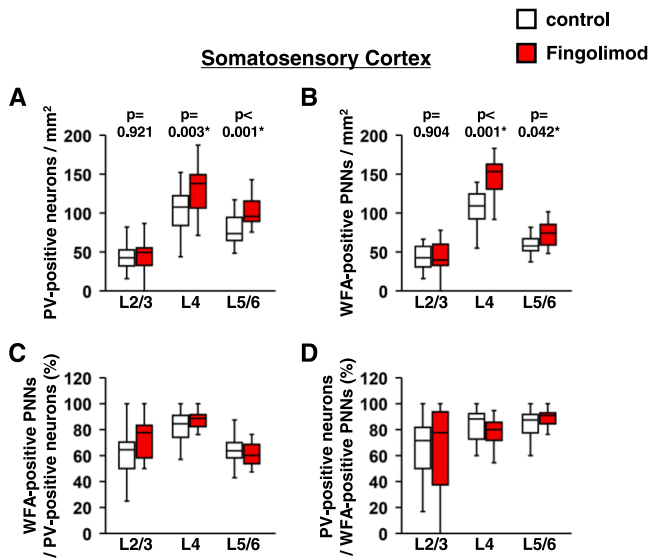 control
Fingolimod
Somatosensory Cortex
A
p= p= p<
0.921 0.003* 0.001*
PV-positive neurons / mm²
200
150
100
50
0
L2/3 L4 L5/6
B
p= p< p=
0.904 0.001* 0.042*
WFA-positive PNNs / mm²
200
150
100
50
0
L2/3 L4 L5/6
C
WFA-positive PNNs
/ PV-positive neurons (%)
120
100
80
60
40
20
0
L2/3 L4 L5/6
D
PV-positive neurons
/ WFA-positive PNNs (%)
120
100
80
60
40
20
0
L2/3 L4 L5/6